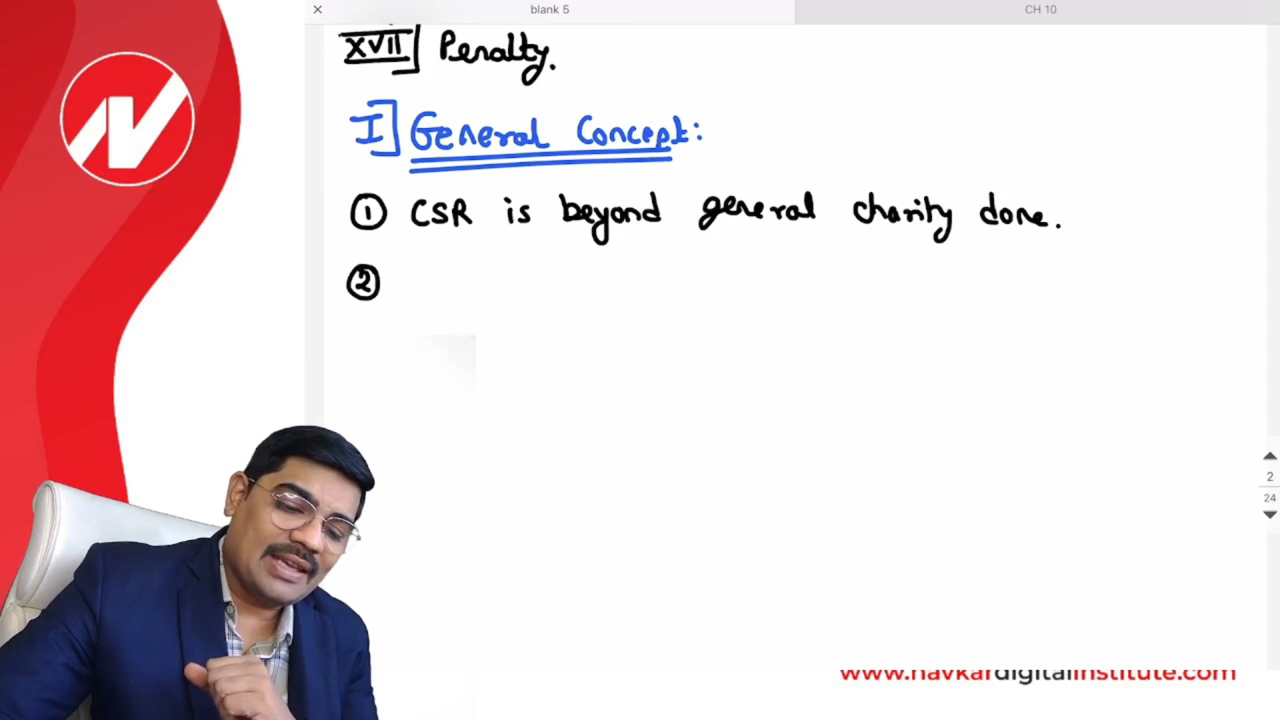 × blank 5 CH 10
XVII] Penalty.
I] General Concept:
① CSR is beyond general charity done.
②
2
24
www.navkardigitalinstitute.com